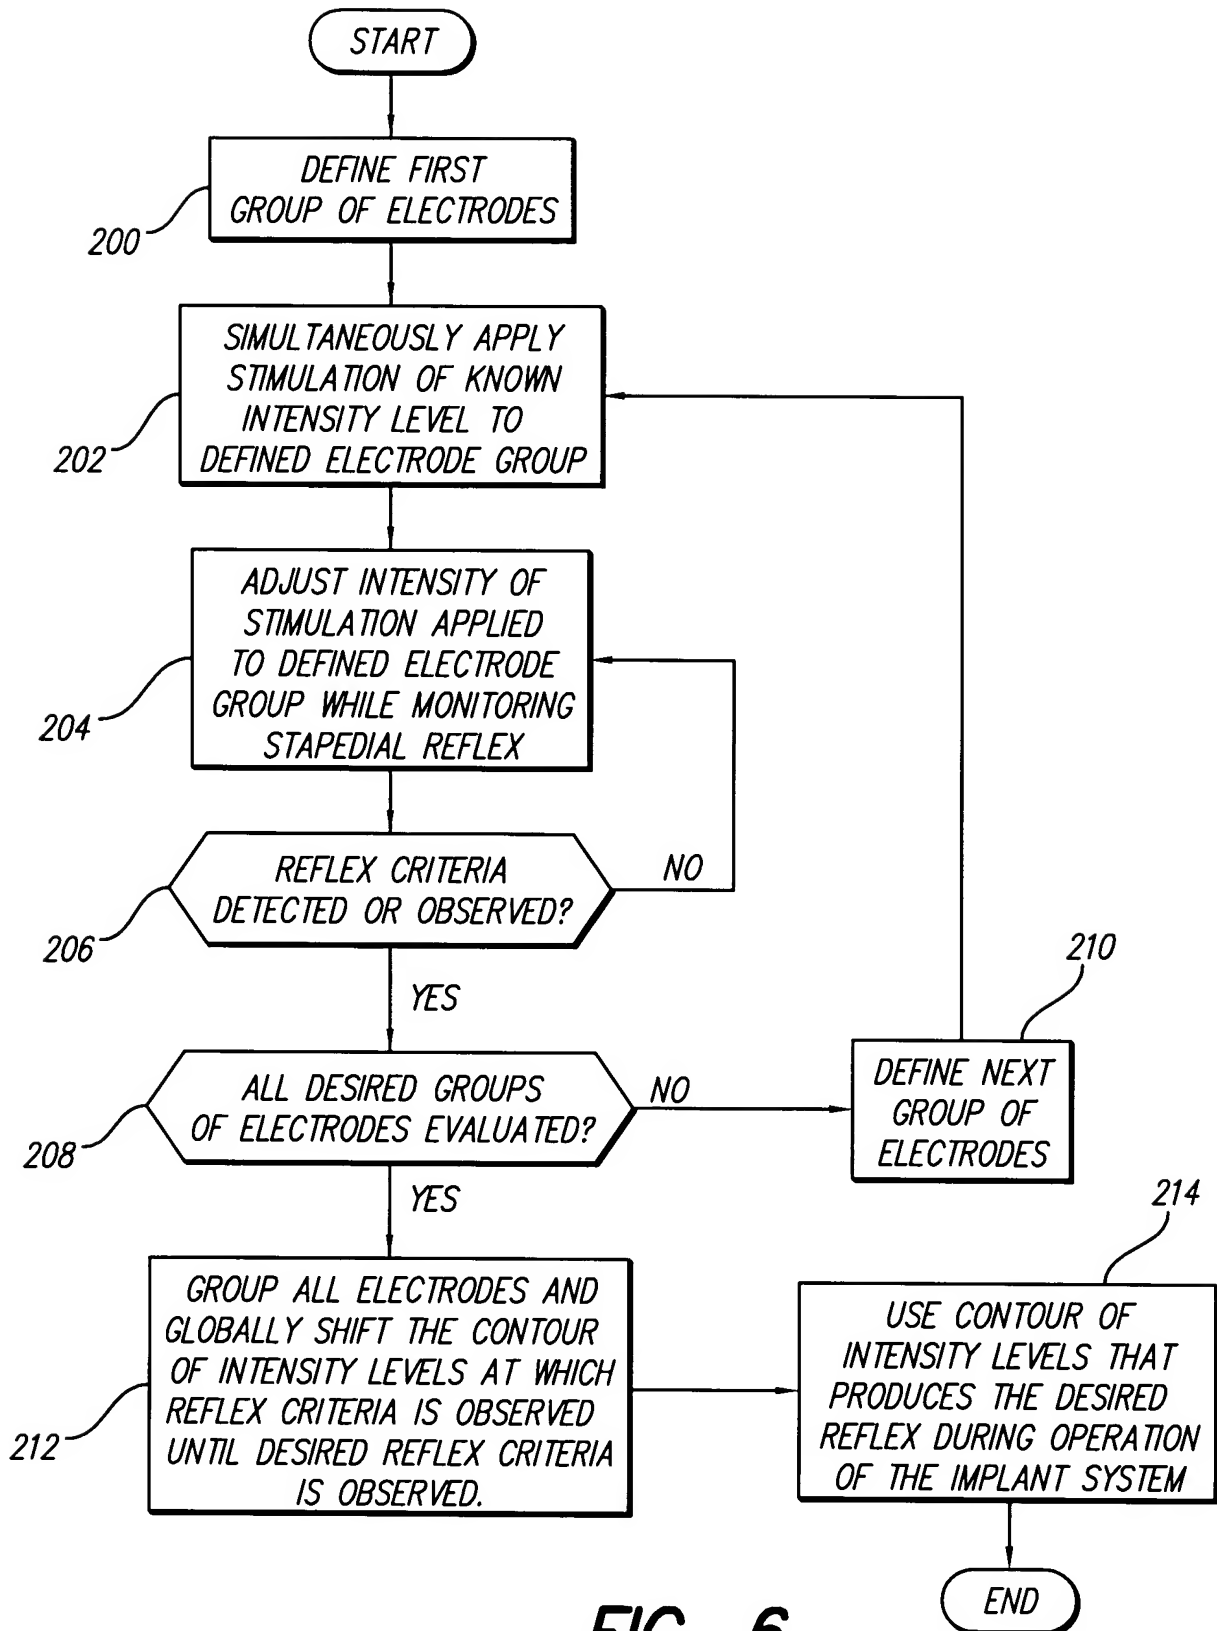 START
DEFINE FIRST
GROUP OF ELECTRODES
200
SIMULTANEOUSLY APPLY
STIMULATION OF KNOWN
INTENSITY LEVEL TO
DEFINED ELECTRODE GROUP
202
ADJUST INTENSITY OF
STIMULATION APPLIED
TO DEFINED ELECTRODE
GROUP WHILE MONITORING
STAPEDIAL REFLEX
204
REFLEX CRITERIA
DETECTED OR OBSERVED?
NO
206
YES
210
ALL DESIRED GROUPS
OF ELECTRODES EVALUATED?
NO
208
DEFINE NEXT
GROUP OF
ELECTRODES
YES
214
GROUP ALL ELECTRODES AND
GLOBALLY SHIFT THE CONTOUR
OF INTENSITY LEVELS AT WHICH
REFLEX CRITERIA IS OBSERVED
UNTIL DESIRED REFLEX CRITERIA
IS OBSERVED.
212
USE CONTOUR OF
INTENSITY LEVELS THAT
PRODUCES THE DESIRED
REFLEX DURING OPERATION
OF THE IMPLANT SYSTEM
END
FIG. 6